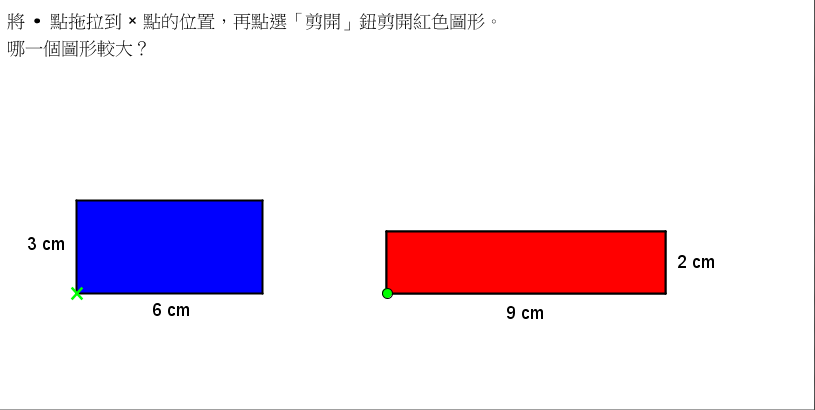 將 • 點拖拉到 × 點的位置，再點選「剪開」鈕剪開紅色圖形。
哪一個圖形較大？
3 cm
6 cm
2 cm
9 cm